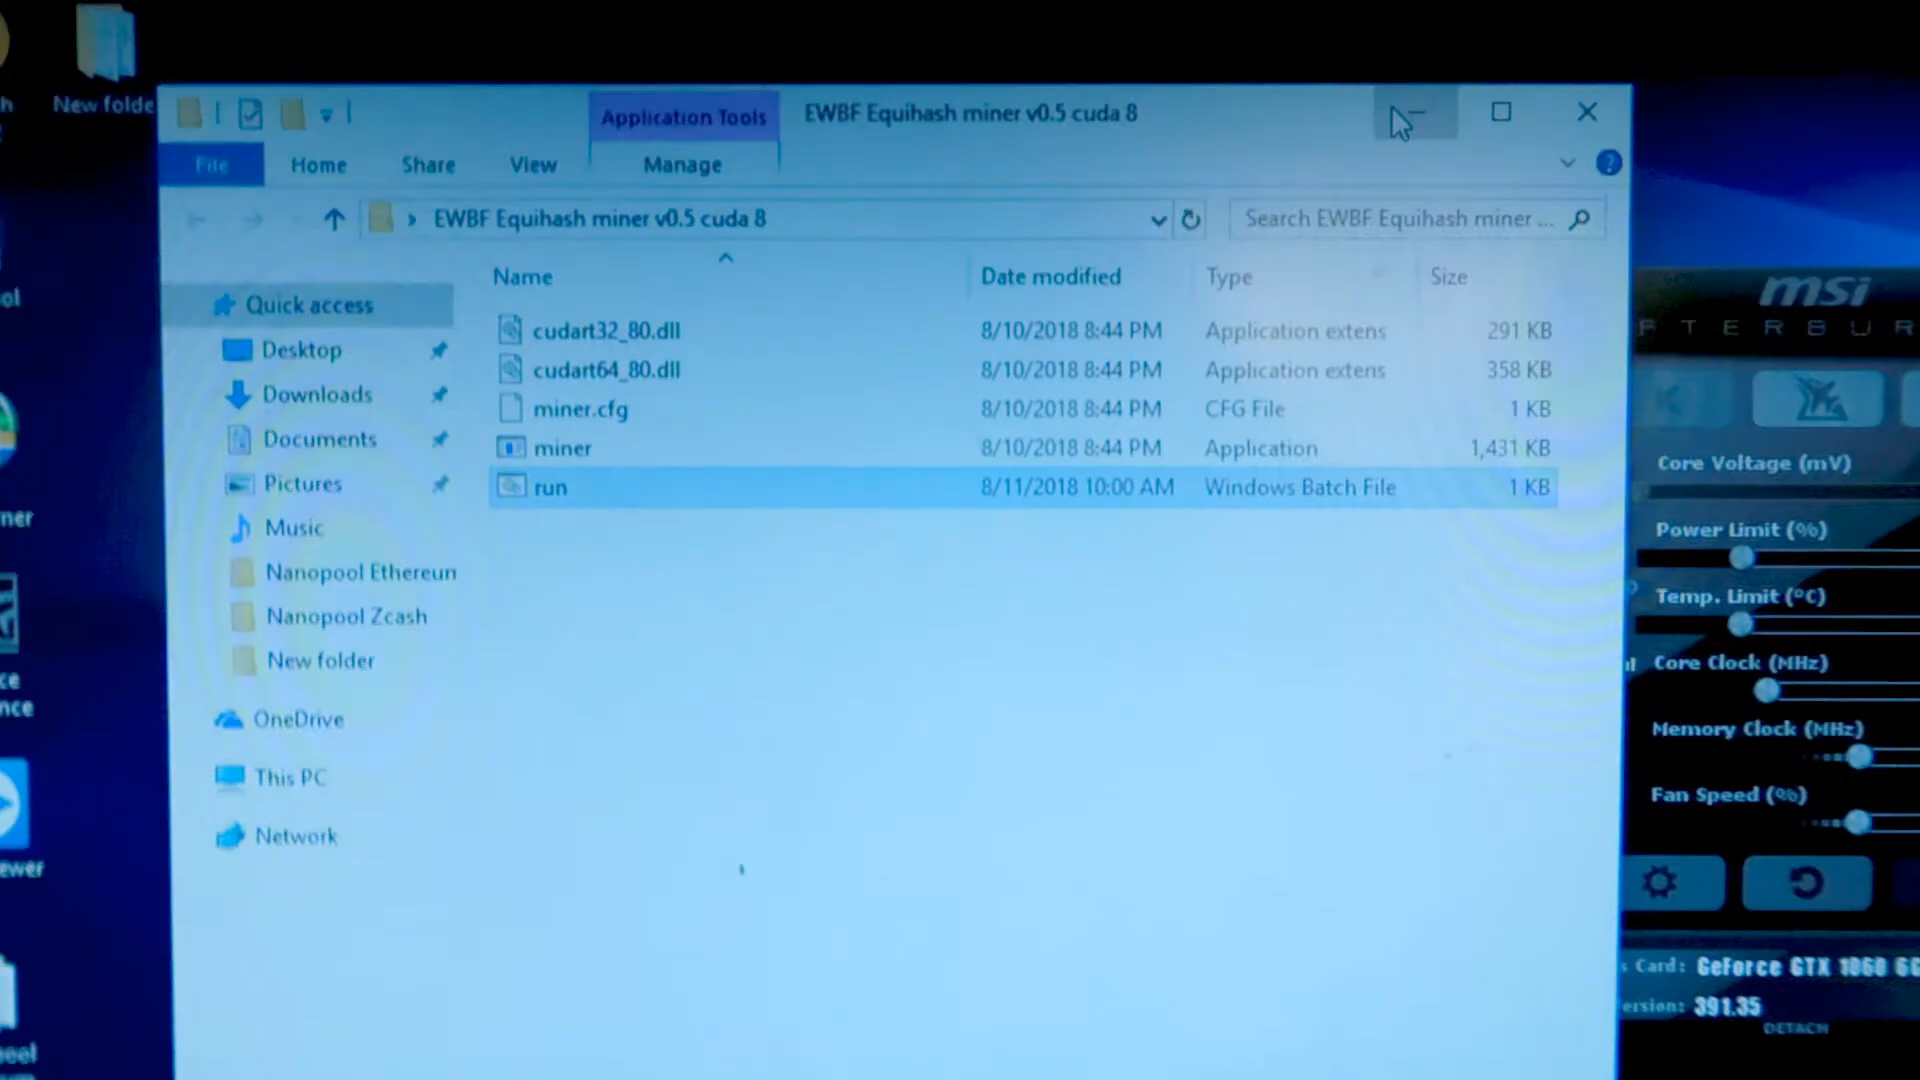 New folde
Application Tools
EWBF Equihash miner v0.5 cuda 8
File
Home
Share
View
Manage
EWBF Equihash miner v0.5 cuda 8
Search EWBF Equihash miner ...
Name
Date modified
Type
Size
Quick access
Desktop
Downloads
Documents
Pictures
Music
Nanopool Ethereun
Nanopool Zcash
New folder
OneDrive
This PC
Network
cudart32_80.dll 8/10/2018 8:44 PM Application extens 291 KB
cudart64_80.dll 8/10/2018 8:44 PM Application extens 358 KB
miner.cfg 8/10/2018 8:44 PM CFG File 1 KB
miner 8/10/2018 8:44 PM Application 1,431 KB
run 8/11/2018 10:00 AM Windows Batch File 1 KB
msi
TERBUR
Core Voltage (mV)
Power Limit (%)
Temp. Limit (°C)
Core Clock (MHz)
Memory Clock (MHz)
Fan Speed (%)
Card: GeForce GTX 1060 6G
ersion: 391.35
DETACH